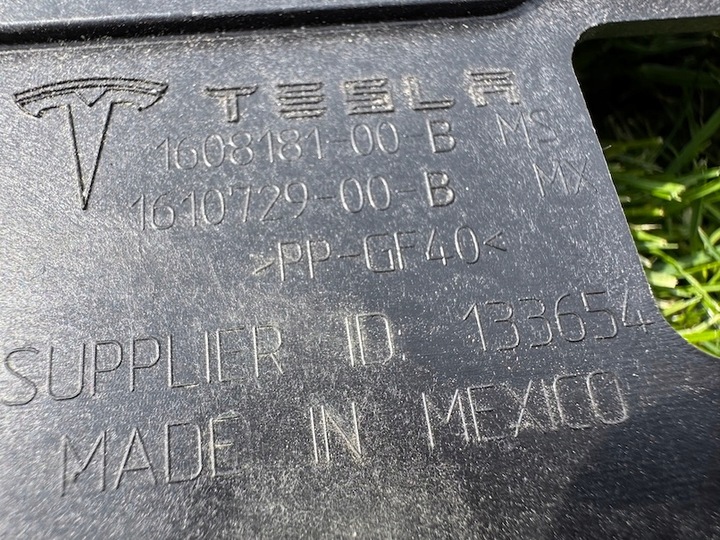 TESLA
1608181-00-B MS
1610729-00-B MX
>PP-GF40<
SUPPLIER ID: 133654
MADE IN MEXICO